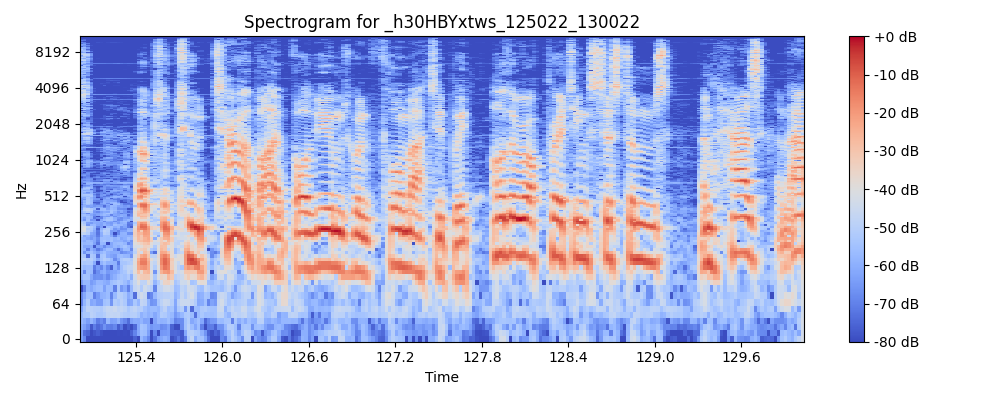 Spectrogram for _h30HBYxtws_125022_130022
8192
4096
2048
1024
512
256
128
64
0
Hz
125.4 126.0 126.6 127.2 127.8 128.4 129.0 129.6
Time
+0 dB
-10 dB
-20 dB
-30 dB
-40 dB
-50 dB
-60 dB
-70 dB
-80 dB